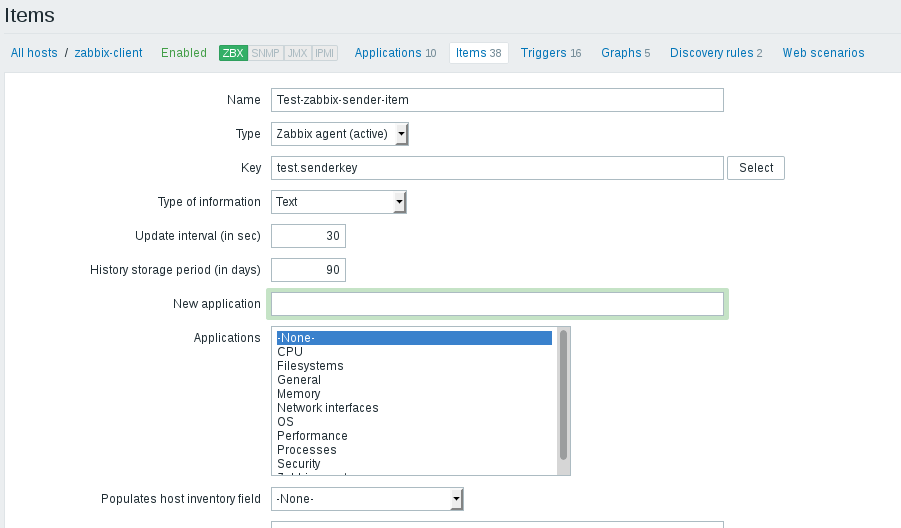 Items
All hosts / zabbix-client Enabled ZBX SNMP JMX IPMI Applications 10 Items 38 Triggers 16 Graphs 5 Discovery rules 2 Web scenarios
Name Test-zabbix-sender-item
Type Zabbix agent (active)
Key test.senderkey Select
Type of information Text
Update interval (in sec) 30
History storage period (in days) 90
New application
Applications -None-
CPU
Filesystems
General
Memory
Network interfaces
OS
Performance
Processes
Security
Populates host inventory field -None-